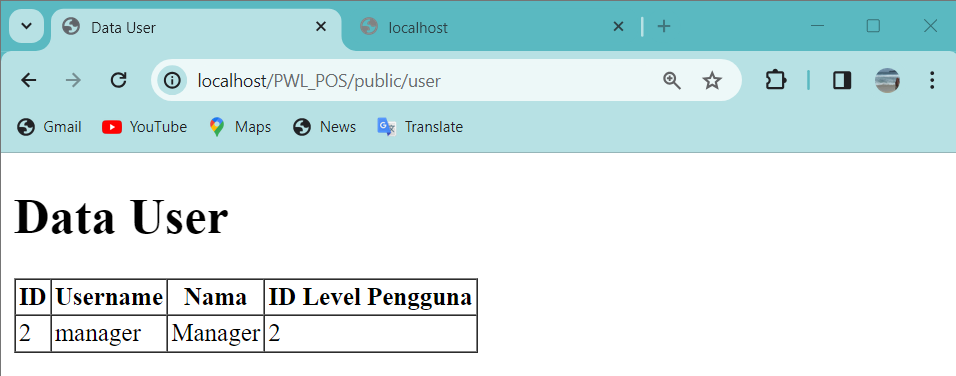 Data User
localhost
localhost/PWL_POS/public/user
Gmail YouTube Maps News Translate
Data User
ID Username Nama ID Level Pengguna
2 manager Manager 2